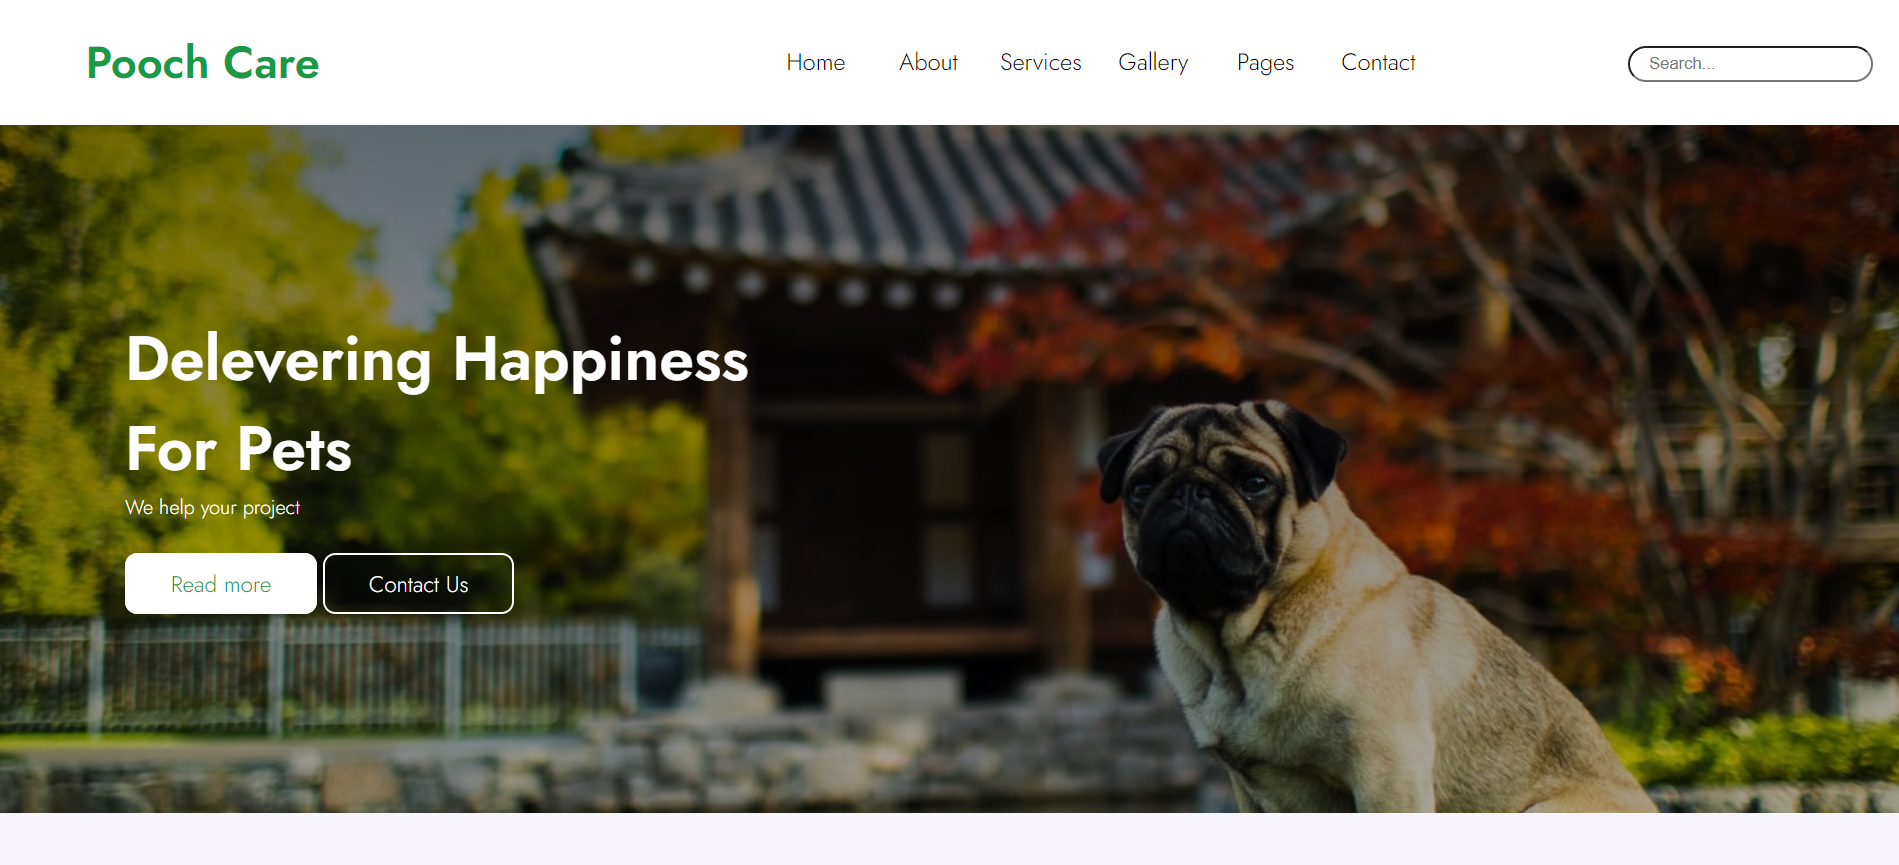 Pooch Care
Home About Services Gallery Pages Contact
Search...
Delevering Happiness
For Pets
We help your project
Read more Contact Us